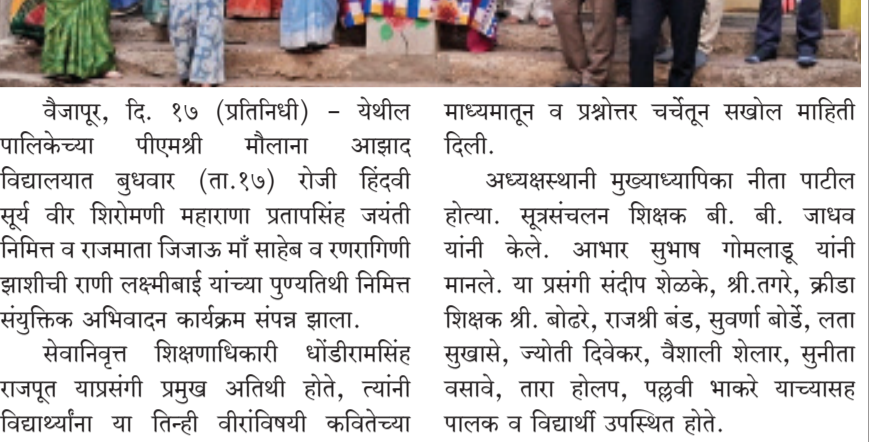 वैजापूर, दि. १७ (प्रतिनिधी) – येथील
पालिकेच्या पीएमश्री मौलाना आझाद
विद्यालयात बुधवार (ता.१७) रोजी हिंदवी
सूर्य वीर शिरोमणी महाराणा प्रतापसिंह जयंती
निमित्त व राजमाता जिजाऊ माँ साहेब व रणरागिणी
झाशीची राणी लक्ष्मीबाई यांच्या पुण्यतिथी निमित्त
संयुक्तिक अभिवादन कार्यक्रम संपन्न झाला.
सेवानिवृत्त शिक्षणाधिकारी धोंडीरामसिंह
राजपूत याप्रसंगी प्रमुख अतिथी होते, त्यांनी
विद्यार्थ्यांना या तिन्ही वीरांविषयी कवितेच्या
माध्यमातून व प्रश्नोत्तर चर्चेतून सखोल माहिती
दिली.
अध्यक्षस्थानी मुख्याध्यापिका नीता पाटील
होत्या. सूत्रसंचलन शिक्षक बी. बी. जाधव
यांनी केले. आभार सुभाष गोमलाडू यांनी
मानले. या प्रसंगी संदीप शेळके, श्री.तगरे, क्रीडा
शिक्षक श्री. बोढरे, राजश्री बंड, सुवर्णा बोर्डे, लता
सुखासे, ज्योती दिवेकर, वैशाली शेलार, सुनीता
वसावे, तारा होलप, पल्लवी भाकरे याच्यासह
पालक व विद्यार्थी उपस्थित होते.